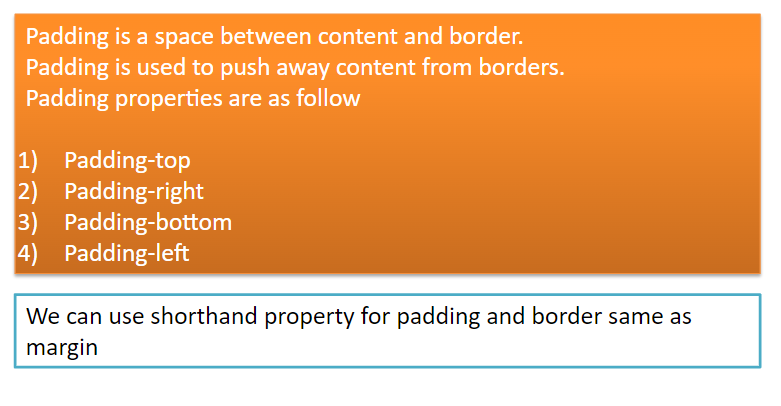 Padding is a space between content and border.
Padding is used to push away content from borders.
Padding properties are as follow
1) Padding-top
2) Padding-right
3) Padding-bottom
4) Padding-left
We can use shorthand property for padding and border same as
margin